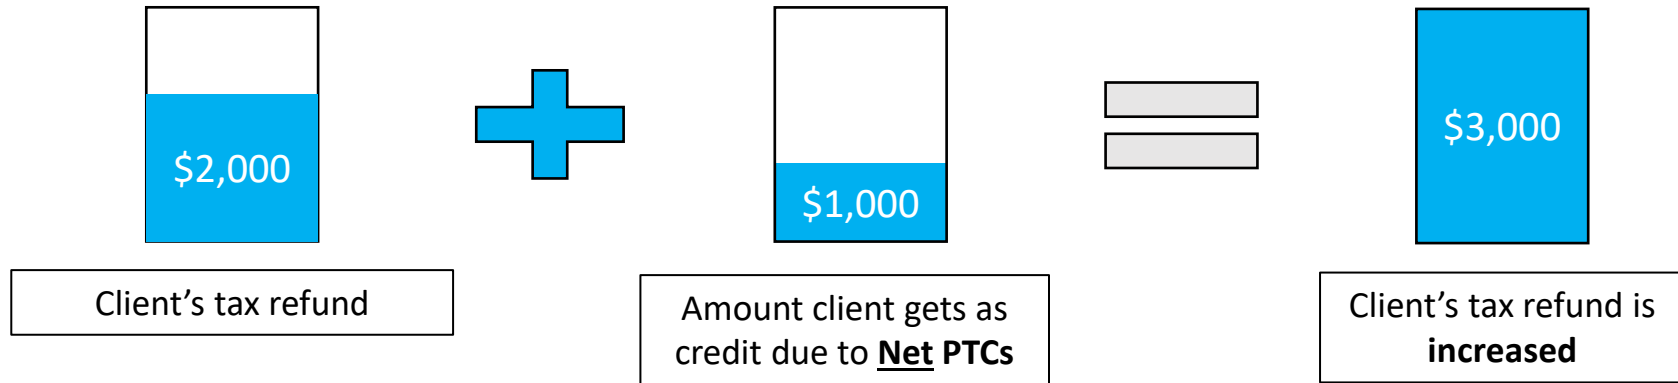 $2,000
$1,000
$3,000
Client’s tax refund
Amount client gets as
credit due to Net PTCs
Client’s tax refund is
increased